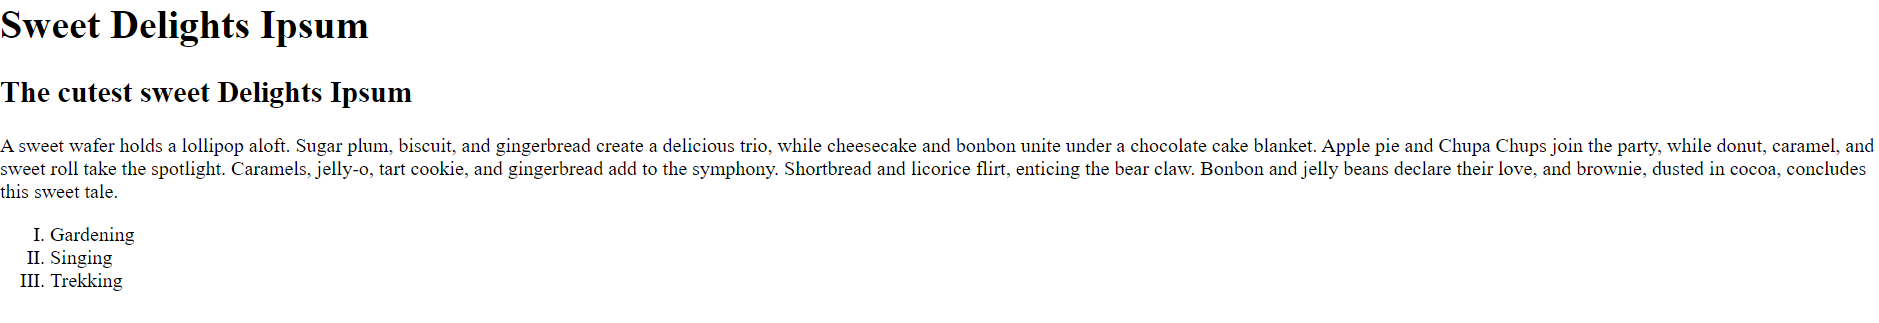 Sweet Delights Ipsum
The cutest sweet Delights Ipsum
A sweet wafer holds a lollipop aloft. Sugar plum, biscuit, and gingerbread create a delicious trio, while cheesecake and bonbon unite under a chocolate cake blanket. Apple pie and Chupa Chups join the party, while donut, caramel, and
sweet roll take the spotlight. Caramels, jelly-o, tart cookie, and gingerbread add to the symphony. Shortbread and licorice flirt, enticing the bear claw. Bonbon and jelly beans declare their love, and brownie, dusted in cocoa, concludes
this sweet tale.
I. Gardening
II. Singing
III. Trekking